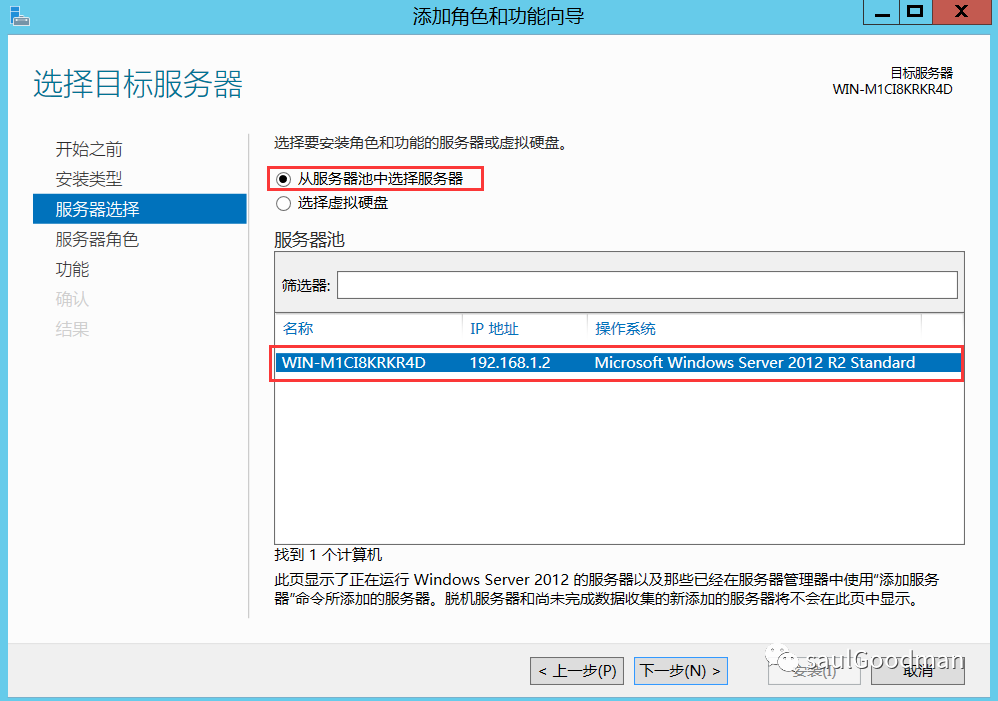 添加角色和功能向导
选择目标服务器
目标服务器
WIN-M1CI8KRKR4D
开始之前
安装类型
服务器选择
服务器角色
功能
确认
结果
选择要安装角色和功能的服务器或虚拟硬盘。
从服务器池中选择服务器
选择虚拟硬盘
服务器池
筛选器:
名称 IP 地址 操作系统
WIN-M1CI8KRKR4D 192.168.1.2 Microsoft Windows Server 2012 R2 Standard
找到 1 个计算机
此页显示了正在运行 Windows Server 2012 的服务器以及那些已经在服务器管理器中使用"添加服务
器"命令所添加的服务器。脱机服务器和尚未完成数据收集的新添加的服务器将不会在此页中显示。
< 上一步(P) 下一步(N) > 安装(I) 取消
saulGoodman